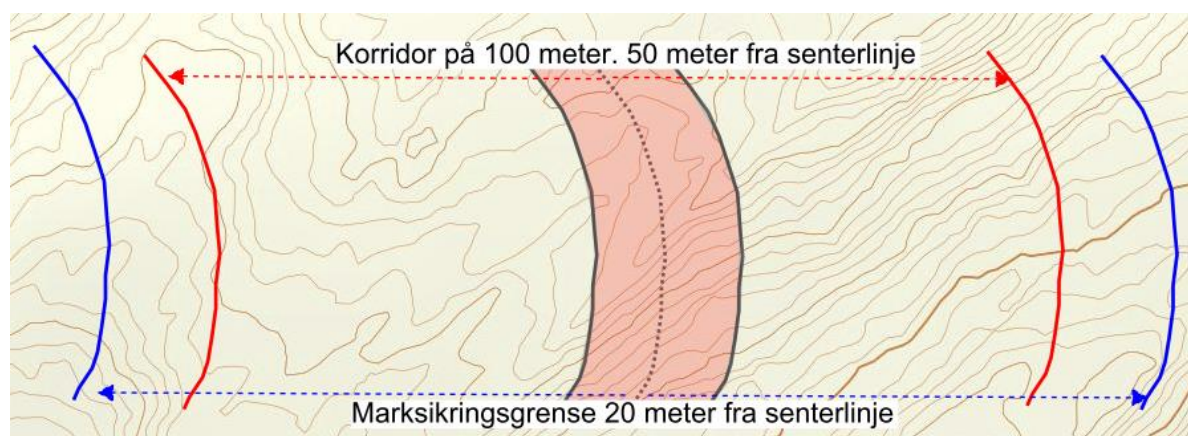 Korridor på 100 meter. 50 meter fra senterlinje
Marksikringsgrense 20 meter fra senterlinje